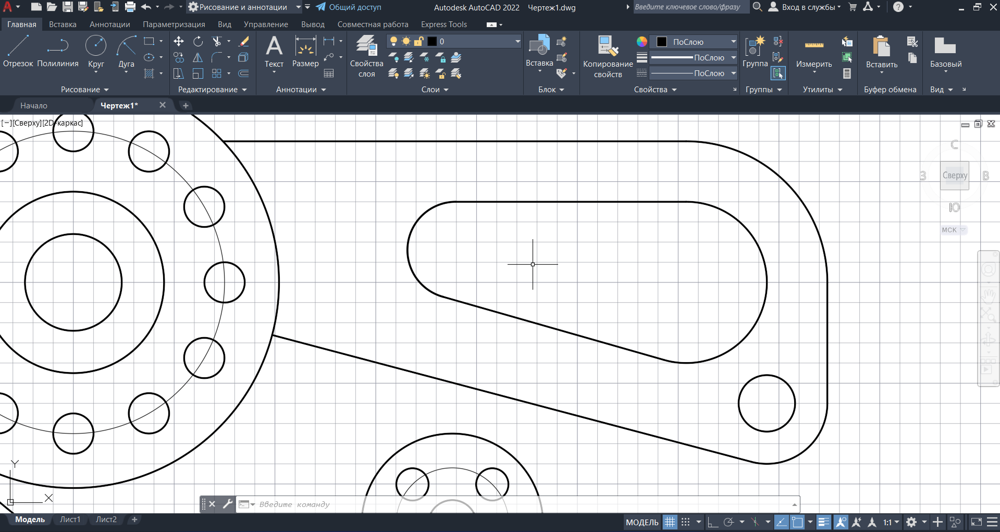 Рисование и аннотации
Общий доступ
Autodesk AutoCAD 2022 Чертеж1.dwg
Введите ключевое слово/фразу
Вход в службы
Главная Вставка Аннотации Параметризация Вид Управление Вывод Совместная работа Express Tools
Отрезок Полилиния Круг Дуга
Текст Размер
Свойства слоя
0
Вставка
Копирование свойств
ПоСлою
ПоСлою
ПоСлою
Группа
Измерить
Вставить
Базовый
Рисование Редактирование Аннотации Слои Блок Свойства Группы Утилиты Буфер обмена Вид
Начало Чертеж1*
[−][Сверху][2D-каркас]
С
З Сверху В
Ю
МСК
Y
X
Введите команду
Модель Лист1 Лист2
МОДЕЛЬ 1:1